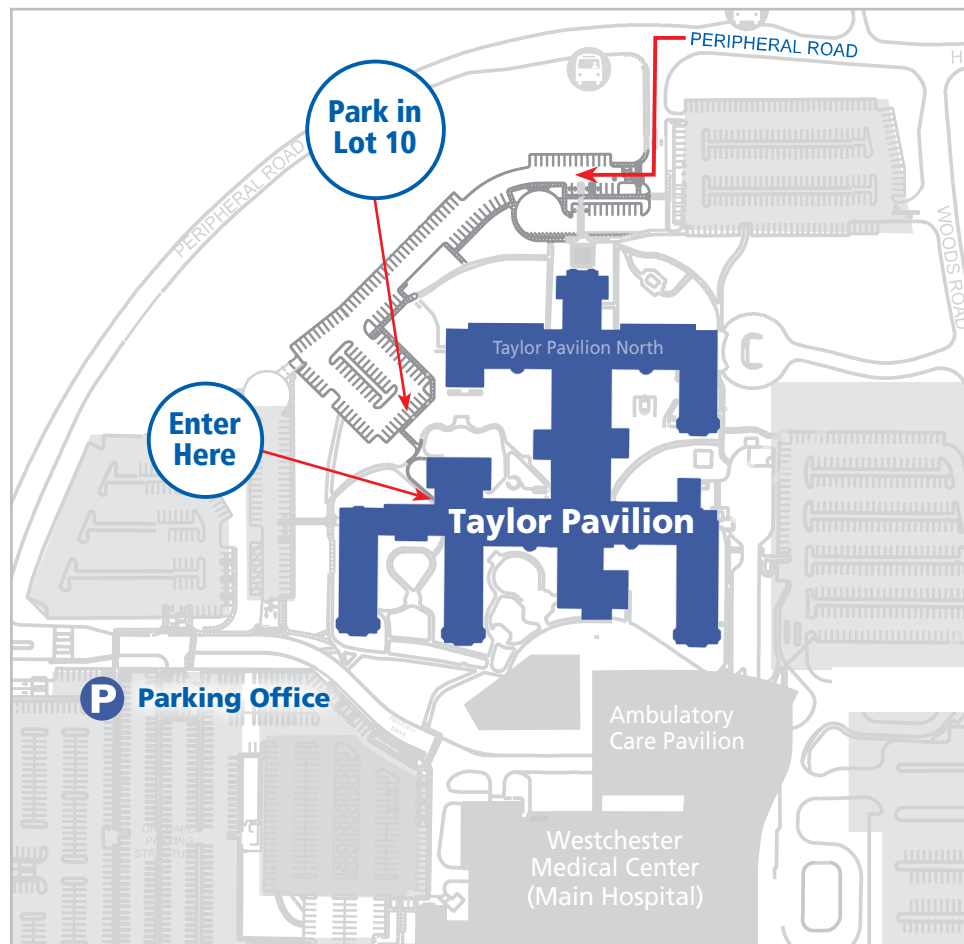 PERIPHERAL ROAD
H
Park in
Lot 10
PERIPHERAL ROAD
WOODS ROAD
Taylor Pavilion North
Enter
Here
Taylor Pavilion
P Parking Office
Ambulatory
Care Pavilion
Westchester
Medical Center
(Main Hospital)